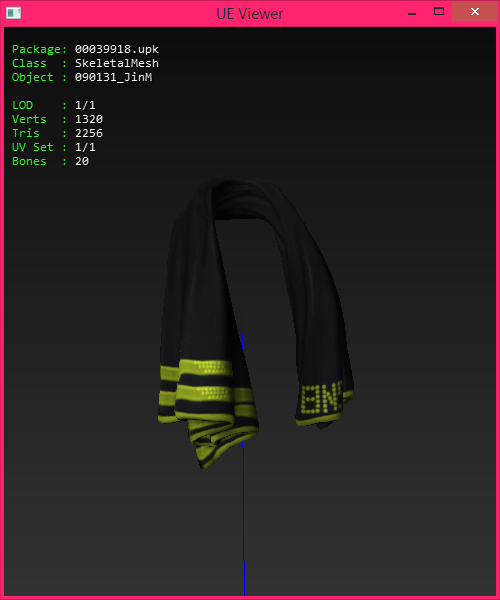 UE Viewer
Package: 00039918.upk
Class : SkeletalMesh
Object : 090131_JinM
LOD : 1/1
Verts : 1320
Tris : 2256
UV Set : 1/1
Bones : 20